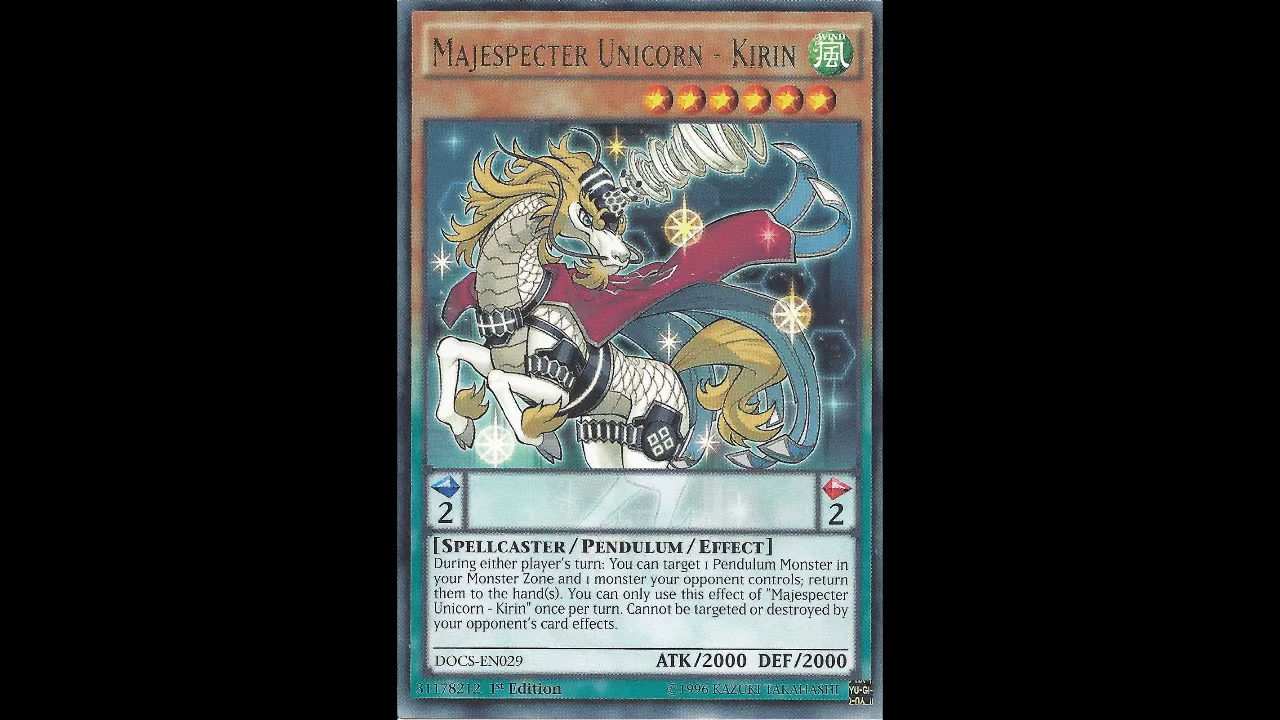 MAJESPECTER UNICORN - KIRIN
WIND
風
2
2
[SPELLCASTER/PENDULUM/EFFECT]
During either player's turn: You can target 1 Pendulum Monster in
your Monster Zone and 1 monster your opponent controls; return
them to the hand(s). You can only use this effect of "Majespecter
Unicorn - Kirin" once per turn. Cannot be targeted or destroyed by
your opponent's card effects.
DOCS-EN029
ATK/2000 DEF/2000
31178212 1st Edition
©1996 KAZUKI TAKAHASHI
YU-GI-